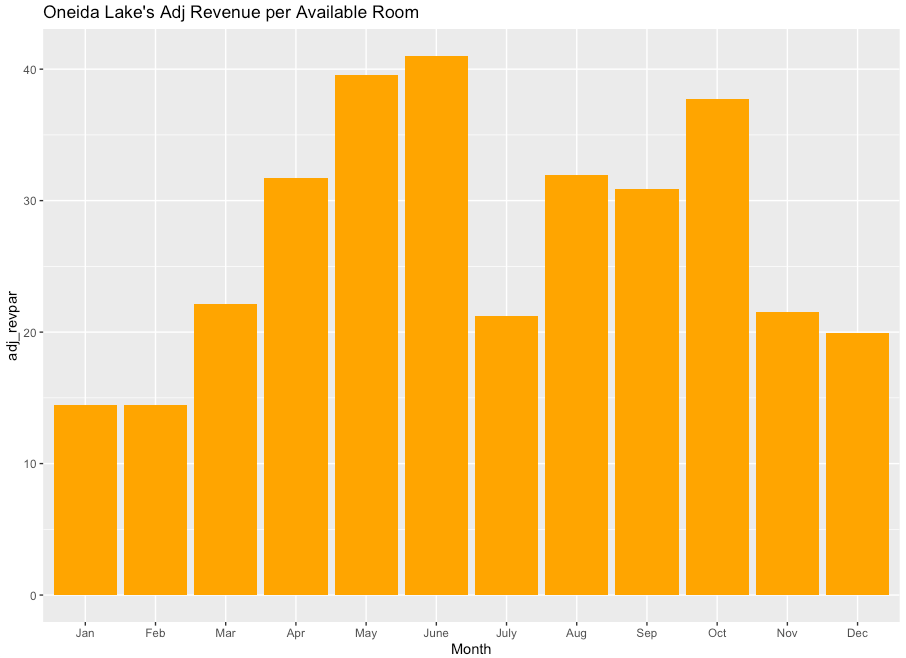 Oneida Lake's Adj Revenue per Available Room
adj_revpar
40
30
20
10
0
Jan Feb Mar Apr May June July Aug Sep Oct Nov Dec
Month